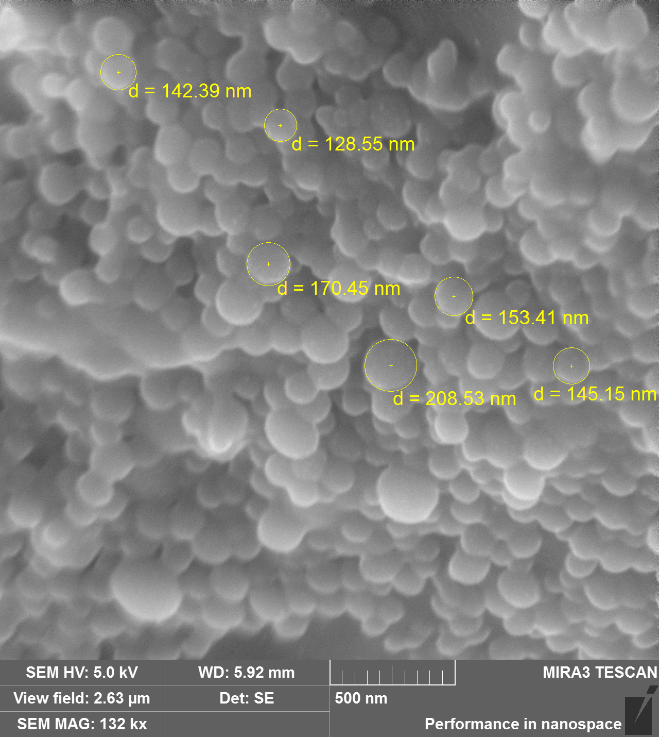 d = 142.39 nm
d = 128.55 nm
d = 170.45 nm
d = 153.41 nm
d = 208.53 nm
d = 145.15 nm
SEM HV: 5.0 kV
WD: 5.92 mm
MIRA3 TESCAN
View field: 2.63 µm
Det: SE
500 nm
SEM MAG: 132 kx
Performance in nanospace